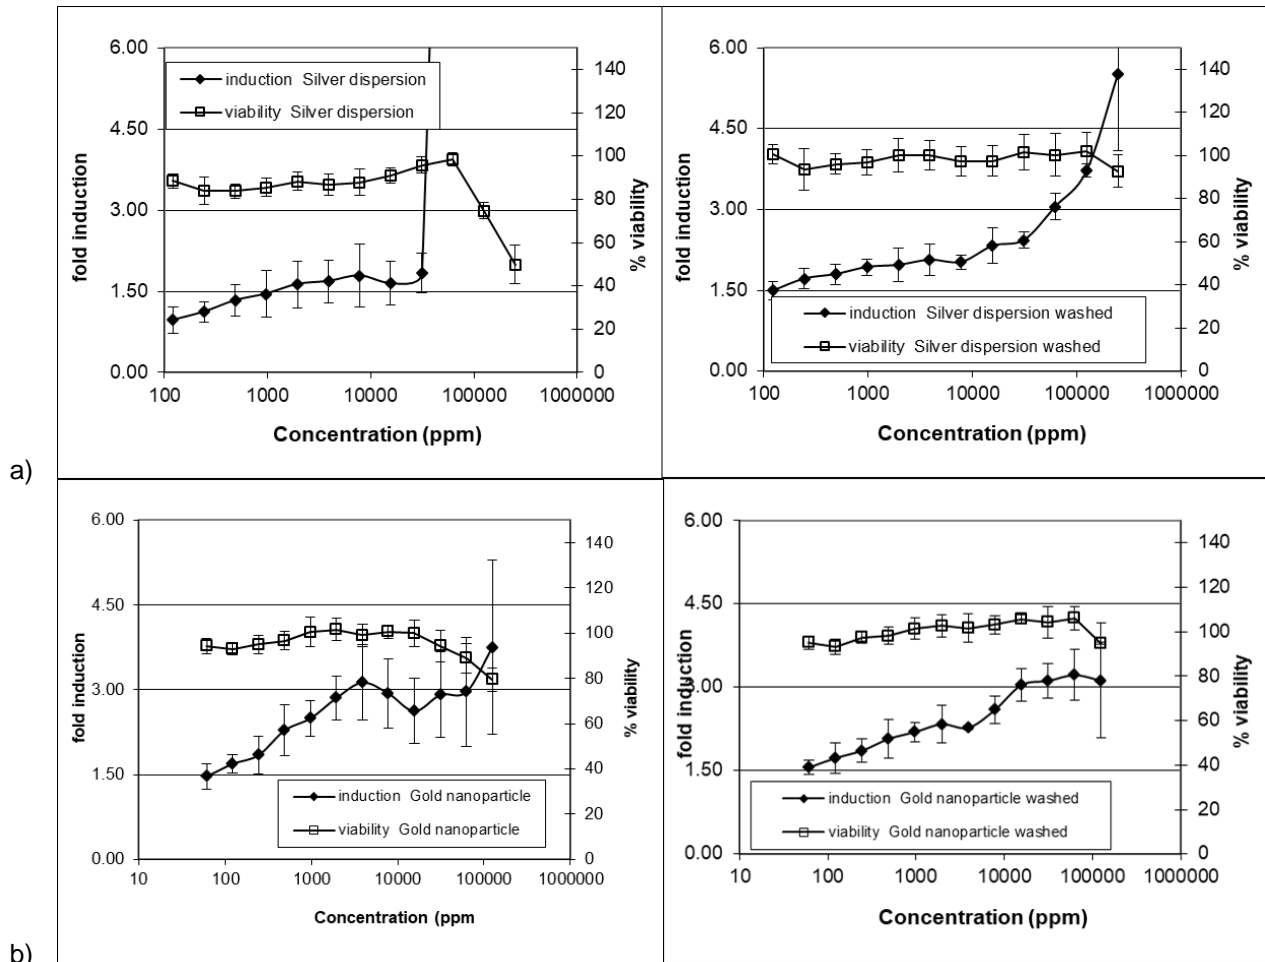 6.00
4.50
3.00
1.50
0.00
fold induction
induction Silver dispersion
viability Silver dispersion
140
120
100
80
60
40
20
0
% viability
100 1000 10000 100000 1000000
Concentration (ppm)
6.00
4.50
3.00
1.50
0.00
fold induction
induction Silver dispersion washed
viability Silver dispersion washed
140
120
100
80
60
40
20
0
% viability
100 1000 10000 100000 1000000
Concentration (ppm)
a)
6.00
4.50
3.00
1.50
0.00
fold induction
induction Gold nanoparticle
viability Gold nanoparticle
140
120
100
80
60
40
20
0
% viability
10 100 1000 10000 100000 1000000
Concentration (ppm
6.00
4.50
3.00
1.50
0.00
fold induction
induction Gold nanoparticle washed
viability Gold nanoparticle washed
140
120
100
80
60
40
20
0
% viability
10 100 1000 10000 100000 1000000
Concentration (ppm)
b)